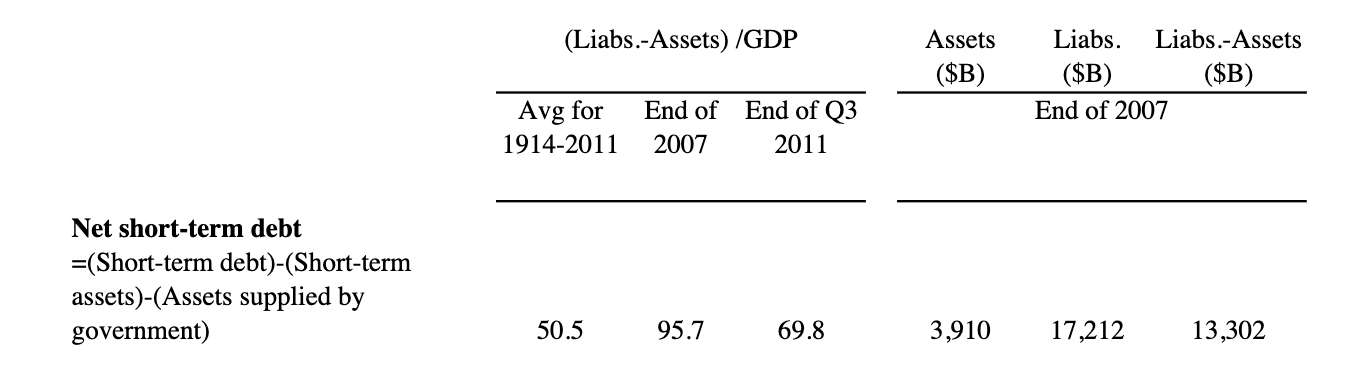 (Liabs.-Assets) /GDP Assets Liabs. Liabs.-Assets
($B) ($B) ($B)
Avg for End of End of Q3 End of 2007
1914-2011 2007 2011
Net short-term debt
=(Short-term debt)-(Short-term
assets)-(Assets supplied by
government) 50.5 95.7 69.8 3,910 17,212 13,302